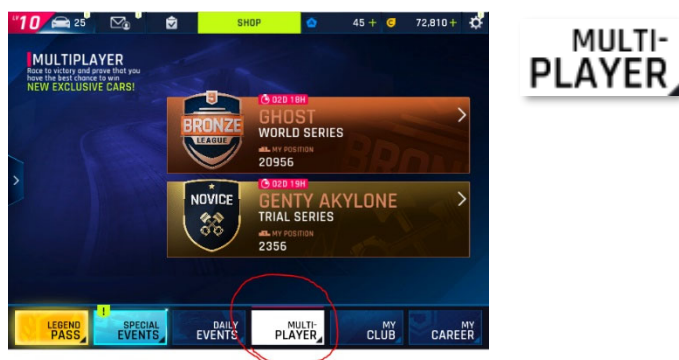 LV 10
25
SHOP
45 +
72,810 +
MULTIPLAYER
Race to victory and prove that you
have the best chance to win
NEW EXCLUSIVE CARS!
BRONZE
LEAGUE
02D 18H
GHOST
WORLD SERIES
MY POSITION
20956
BRON
NOVICE
02D 19H
GENTY AKYLONE
TRIAL SERIES
MY POSITION
2356
!
LEGEND
PASS
SPECIAL
EVENTS
DAILY
EVENTS
MULTI-
PLAYER
MY
CLUB
MY
CAREER
MULTI-
PLAYER